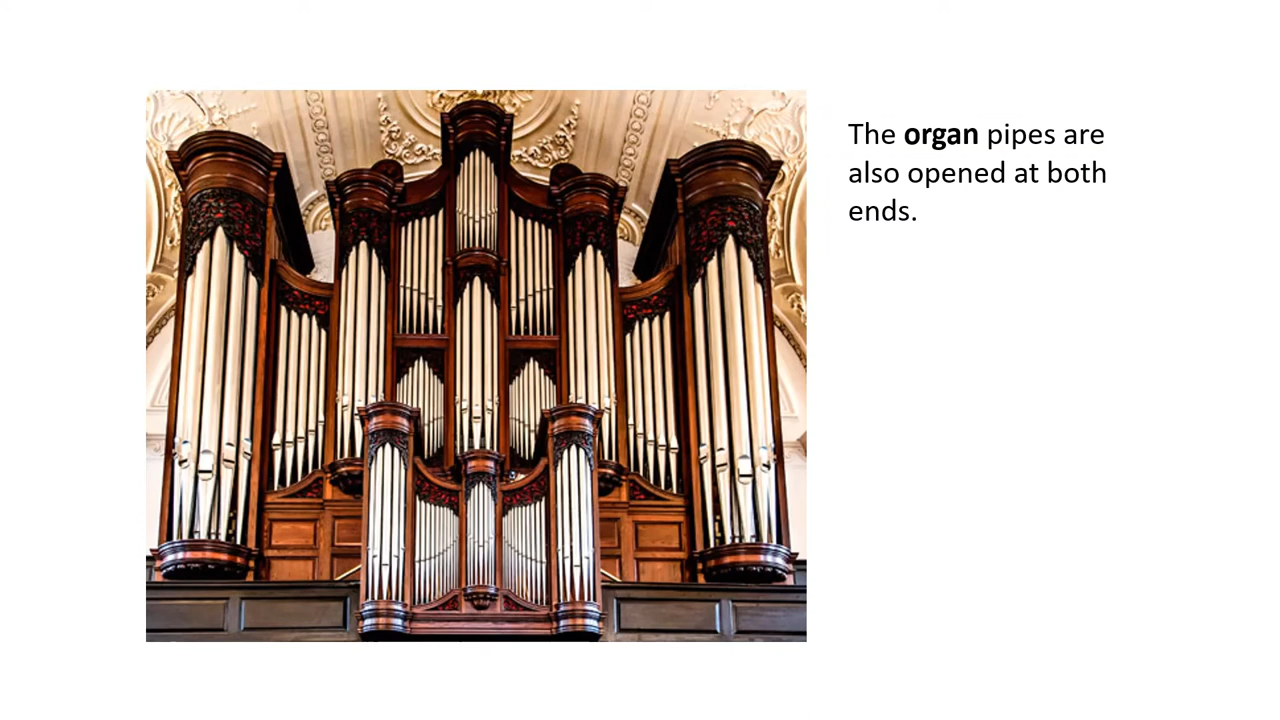 The organ pipes are
also opened at both
ends.